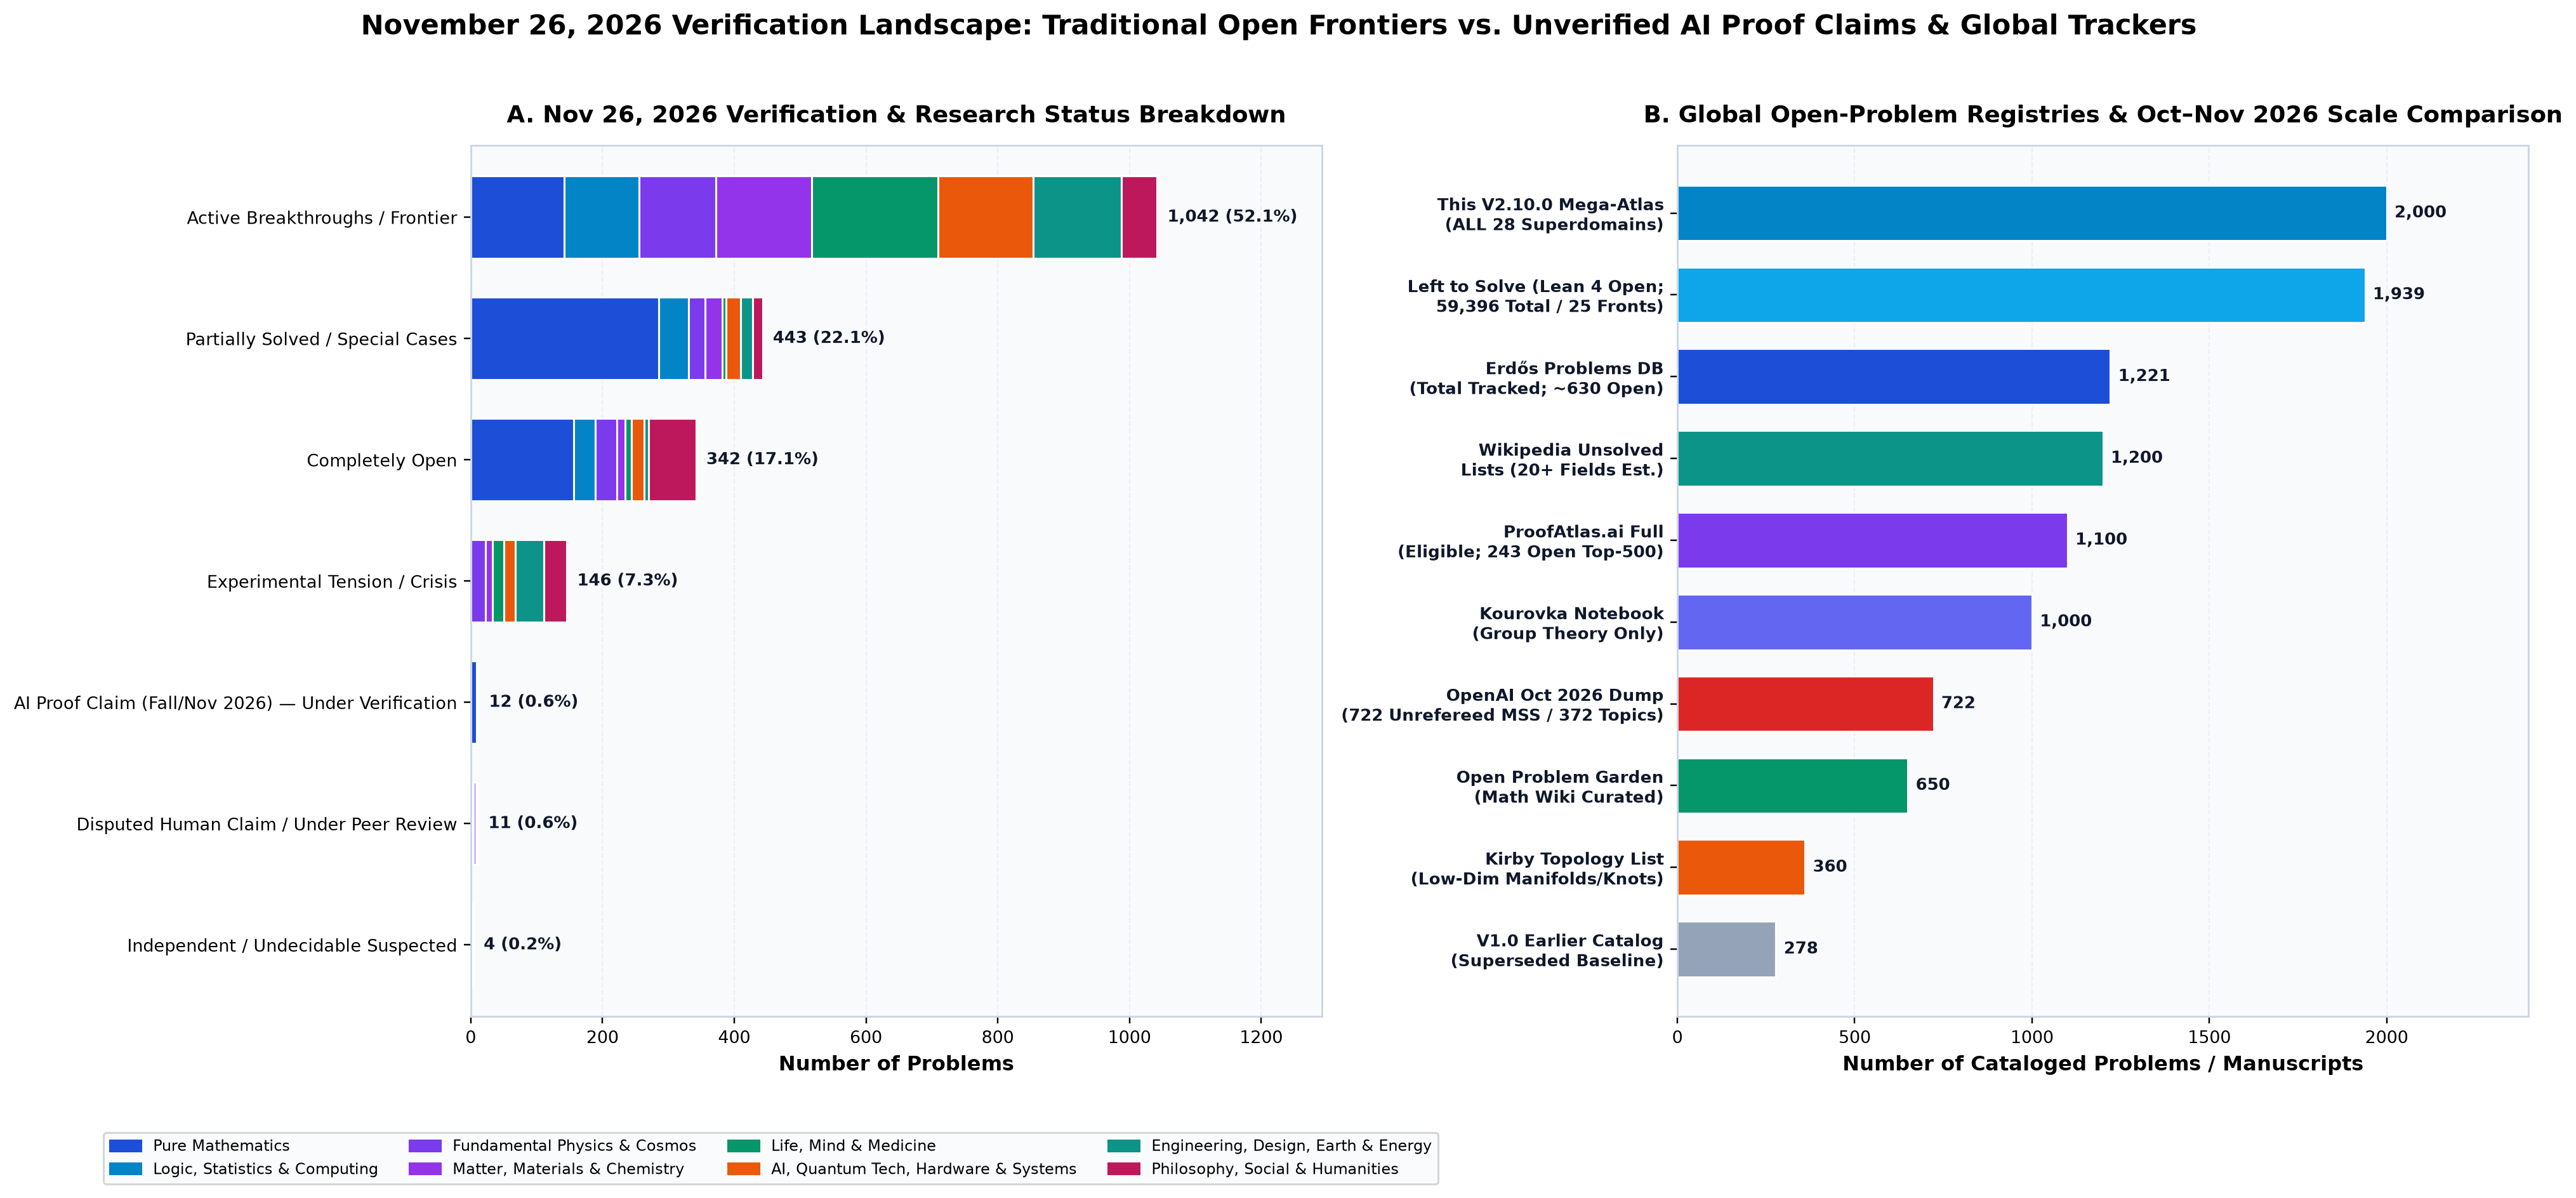 November 26, 2026 Verification Landscape: Traditional Open Frontiers vs. Unverified AI Proof Claims & Global Trackers
A. Nov 26, 2026 Verification & Research Status Breakdown
Active Breakthroughs / Frontier
1,042 (52.1%)
Partially Solved / Special Cases
443 (22.1%)
Completely Open
342 (17.1%)
Experimental Tension / Crisis
146 (7.3%)
AI Proof Claim (Fall/Nov 2026) — Under Verification
12 (0.6%)
Disputed Human Claim / Under Peer Review
11 (0.6%)
Independent / Undecidable Suspected
4 (0.2%)
0 200 400 600 800 1000 1200
Number of Problems
B. Global Open-Problem Registries & Oct–Nov 2026 Scale Comparison
This V2.10.0 Mega-Atlas
(ALL 28 Superdomains)
2,000
Left to Solve (Lean 4 Open;
59,396 Total / 25 Fronts)
1,939
Erdős Problems DB
(Total Tracked; ~630 Open)
1,221
Wikipedia Unsolved
Lists (20+ Fields Est.)
1,200
ProofAtlas.ai Full
(Eligible; 243 Open Top-500)
1,100
Kourovka Notebook
(Group Theory Only)
1,000
OpenAI Oct 2026 Dump
(722 Unrefereed MSS / 372 Topics)
722
Open Problem Garden
(Math Wiki Curated)
650
Kirby Topology List
(Low-Dim Manifolds/Knots)
360
V1.0 Earlier Catalog
(Superseded Baseline)
278
0 500 1000 1500 2000
Number of Cataloged Problems / Manuscripts
Pure Mathematics
Logic, Statistics & Computing
Fundamental Physics & Cosmos
Matter, Materials & Chemistry
Life, Mind & Medicine
AI, Quantum Tech, Hardware & Systems
Engineering, Design, Earth & Energy
Philosophy, Social & Humanities